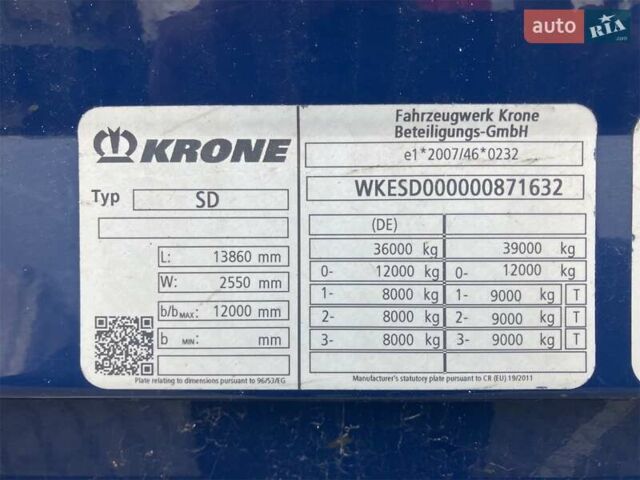 auto RIA.com
KRONE
Typ SD
L: 13860 mm
W: 2550 mm
b/bMAX: 12000 mm
b MIN: mm
Plate relating to dimensions pursuant to 96/53/EG
Fahrzeugwerk Krone
Beteiligungs-GmbH
e1*2007/46*0232
WKESD000000871632
(DE)
36000 kg 39000 kg
0- 12000 kg 0- 12000 kg
1- 8000 kg 1- 9000 kg T
2- 8000 kg 2- 9000 kg T
3- 8000 kg 3- 9000 kg T
Manufacturer's statutory plate pursuant to CR (EU) 19/2011